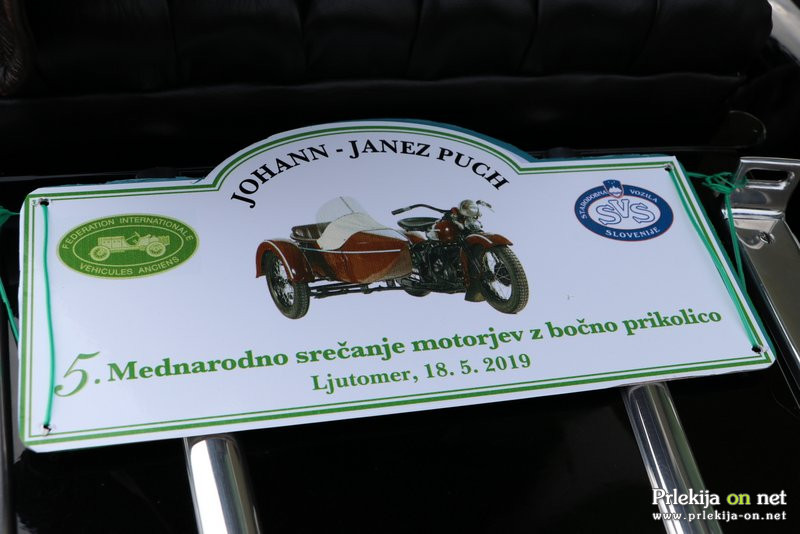 JOHANN - JANEZ PUCH
FEDERATION INTERNATIONALE
VEHICULES ANCIENS
STARODOBNA VOZILA
SVS
SLOVENIJE
5. Mednarodno srečanje motorjev z bočno prikolico
Ljutomer, 18. 5. 2019
Prlekija on net
www.prlekija-on.net